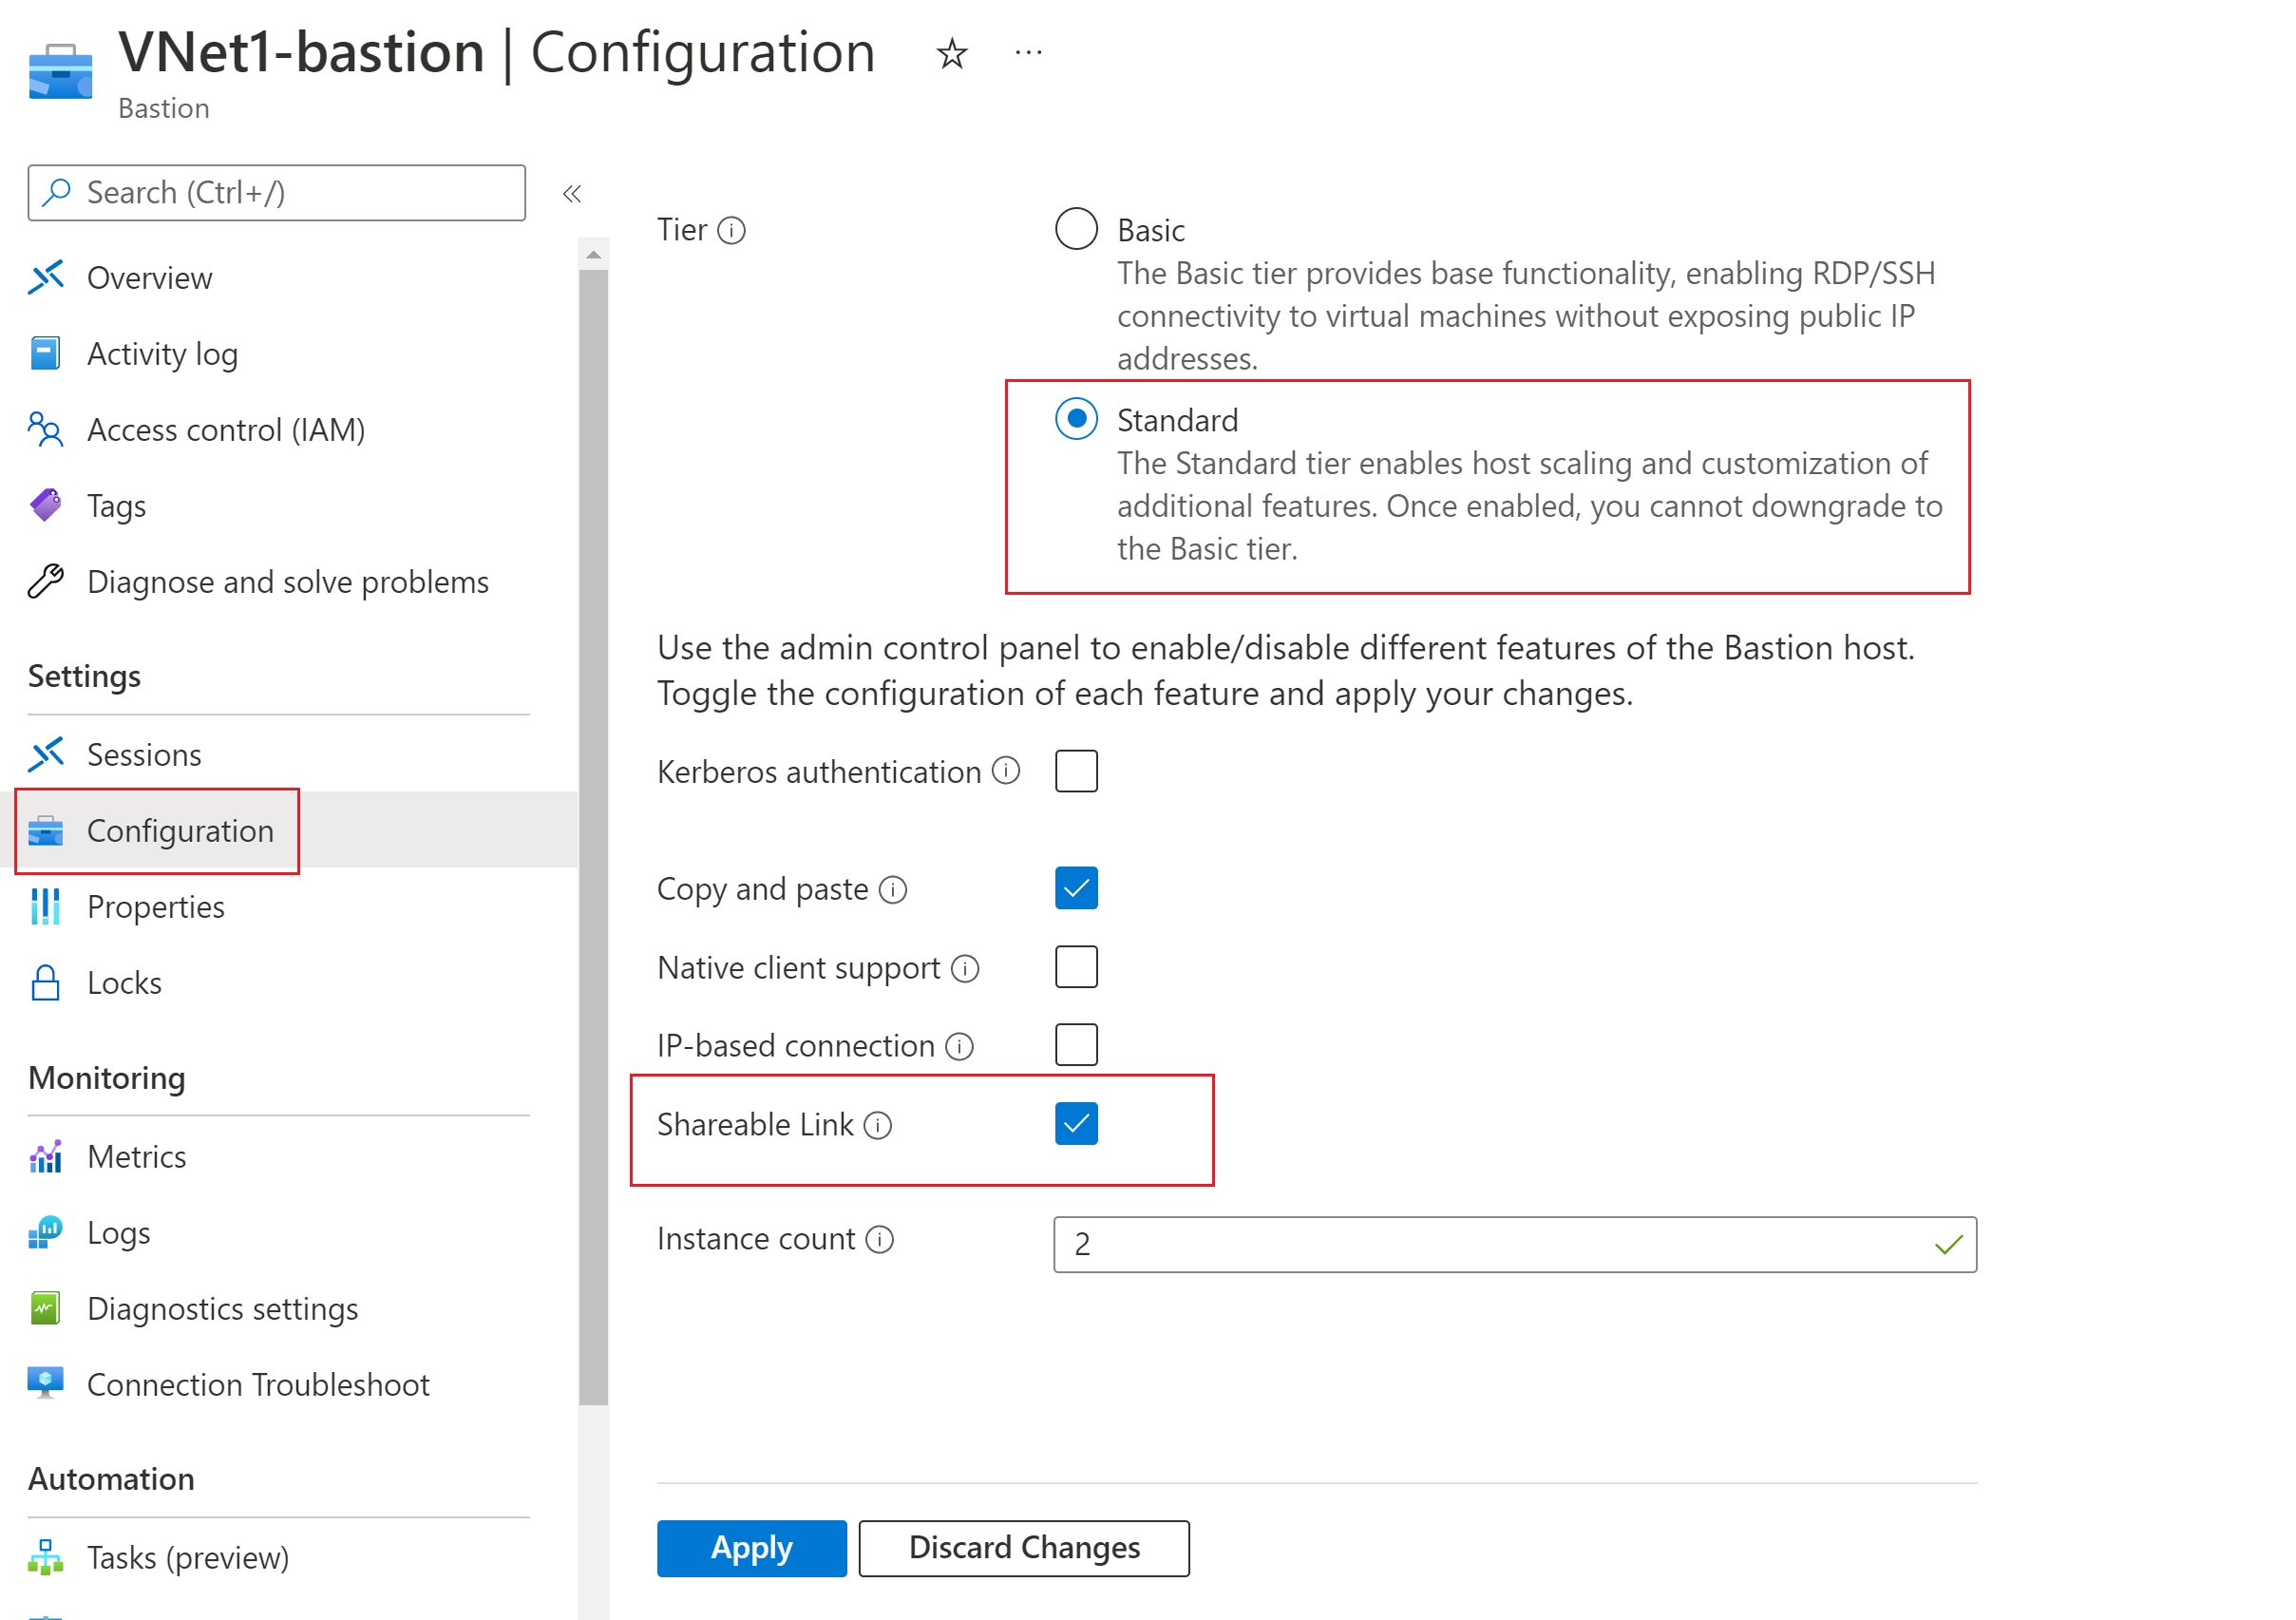 VNet1-bastion | Configuration
Bastion
Search (Ctrl+/)
Overview
Activity log
Access control (IAM)
Tags
Diagnose and solve problems
Settings
Sessions
Configuration
Properties
Locks
Monitoring
Metrics
Logs
Diagnostics settings
Connection Troubleshoot
Automation
Tasks (preview)
Tier
Basic
The Basic tier provides base functionality, enabling RDP/SSH
connectivity to virtual machines without exposing public IP
addresses.
Standard
The Standard tier enables host scaling and customization of
additional features. Once enabled, you cannot downgrade to
the Basic tier.
Use the admin control panel to enable/disable different features of the Bastion host.
Toggle the configuration of each feature and apply your changes.
Kerberos authentication
Copy and paste
Native client support
IP-based connection
Shareable Link
Instance count
2
Apply
Discard Changes